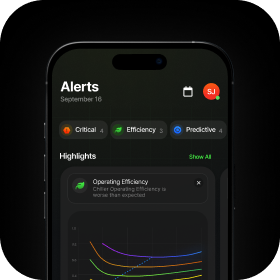 Alerts
September 16
SJ
Critical 4
Efficiency 3
Predictive 4
Highlights
Show All
Operating Efficiency
Chiller Operating Efficiency is
worse than expected